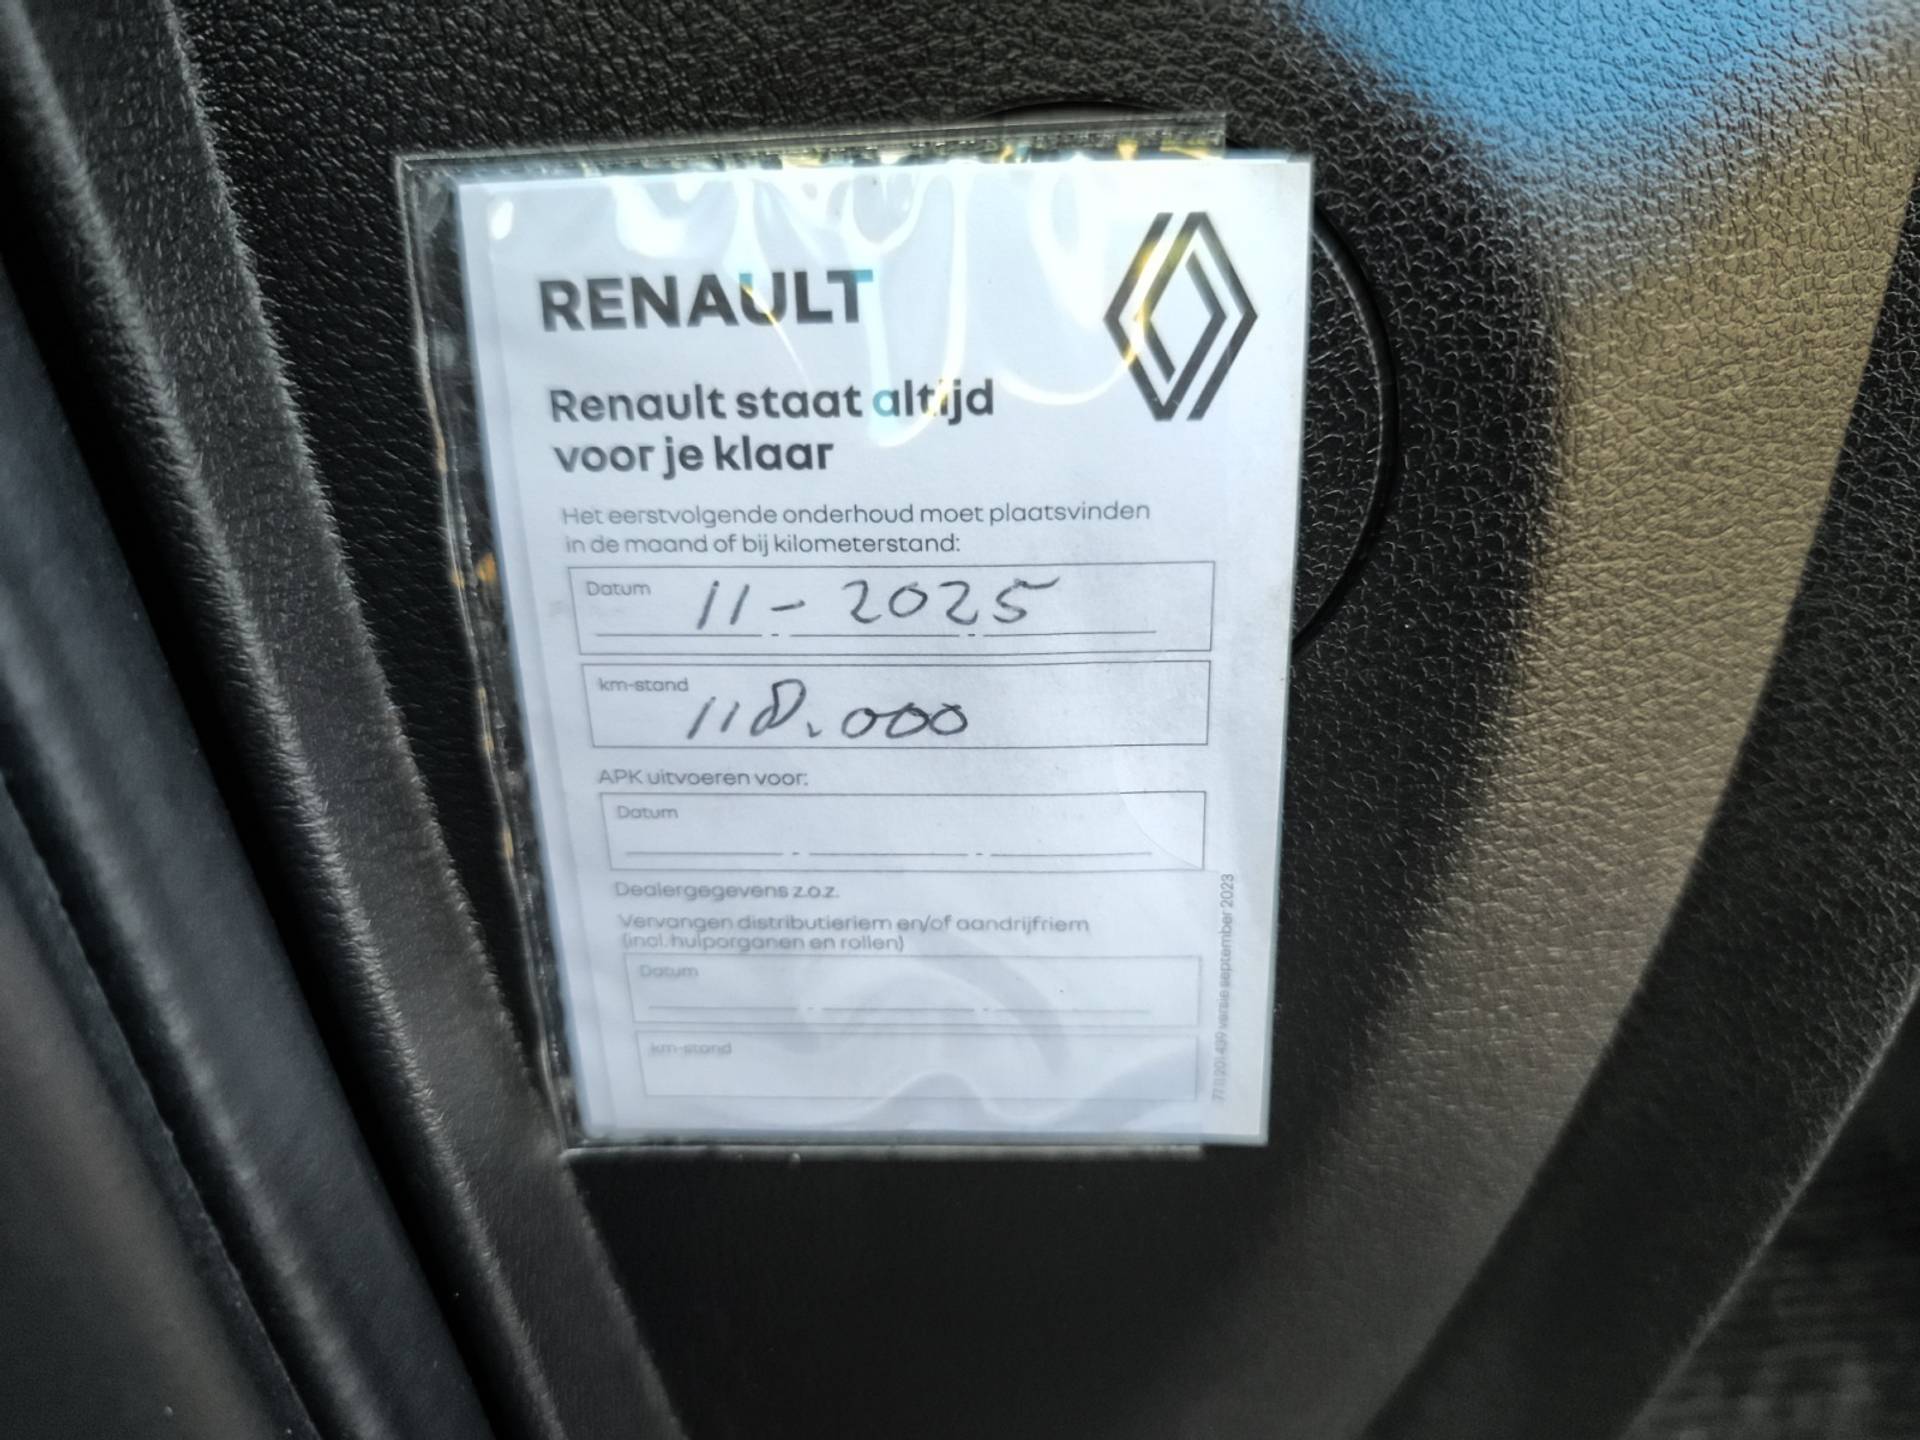 RENAULT
Renault staat altijd
voor je klaar
Het eerstvolgende onderhoud moet plaatsvinden
in de maand of bij kilometerstand:
Datum 11 - 2025
km-stand 118.000
APK uitvoeren voor:
Datum
Dealergegevens z.o.z.
Vervangen distributieriem en/of aandrijfriem
(incl. hulporganen en rollen)
Datum
km-stand
versie september 2023